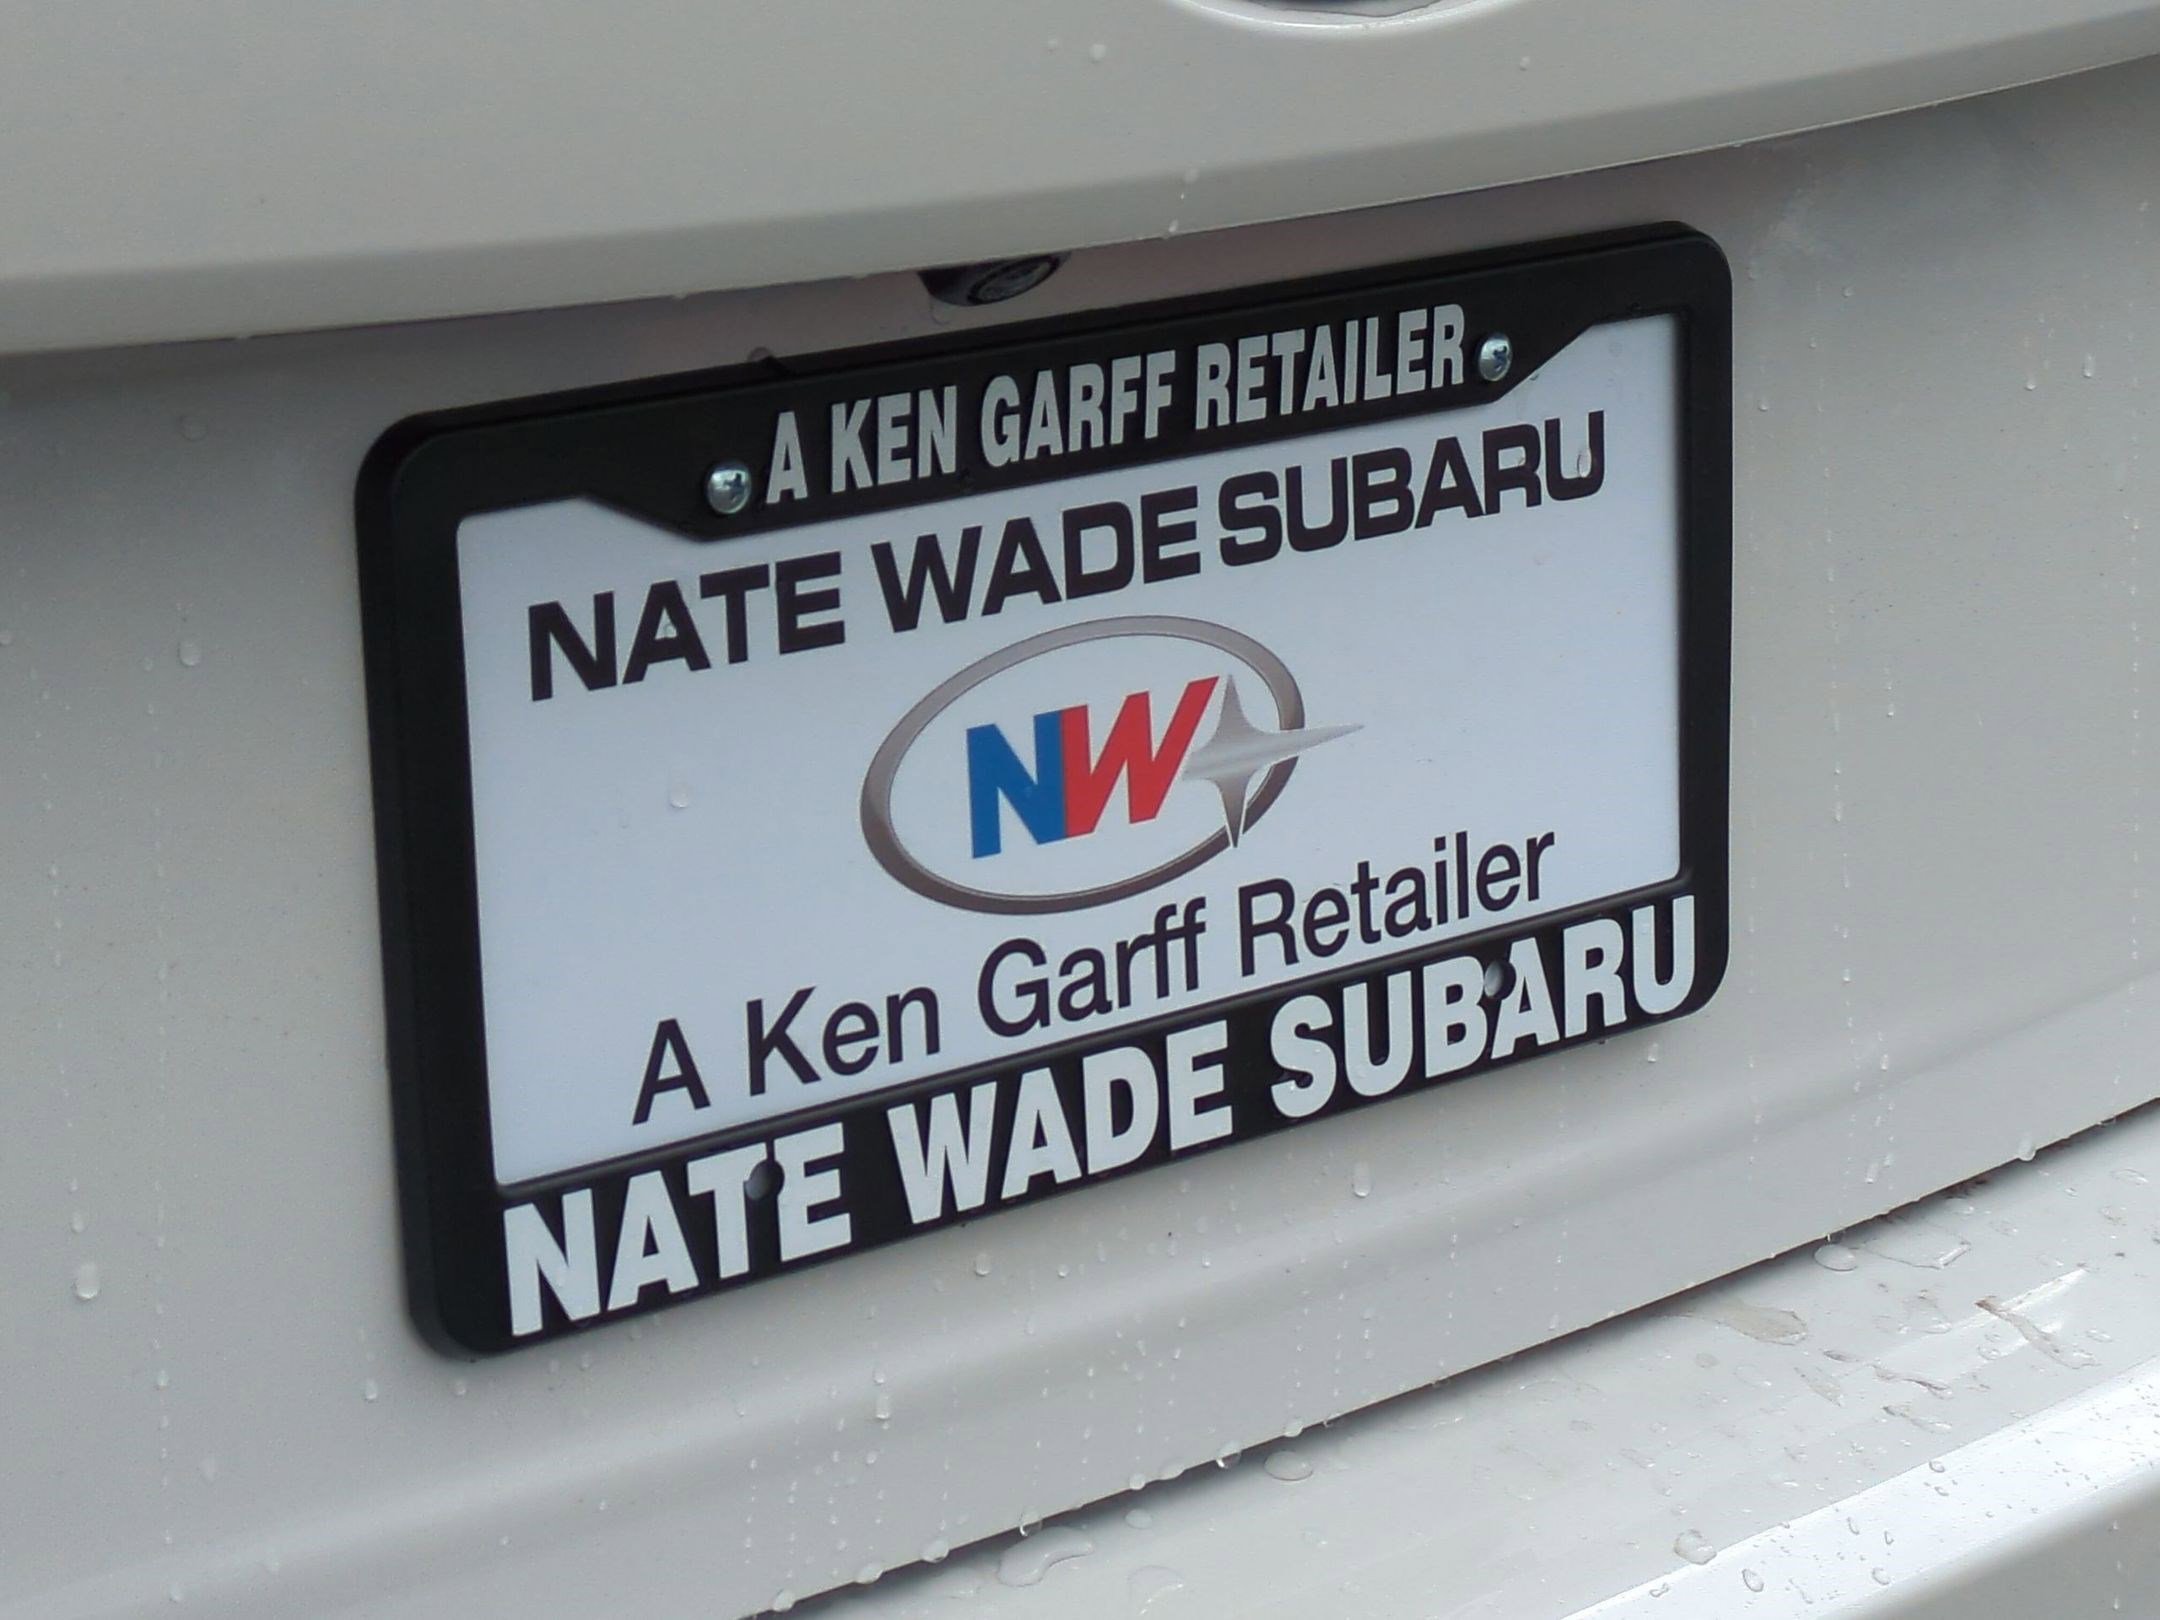 A KEN GARFF RETAILER
NATE WADE SUBARU
NW
A Ken Garff Retailer
NATE WADE SUBARU